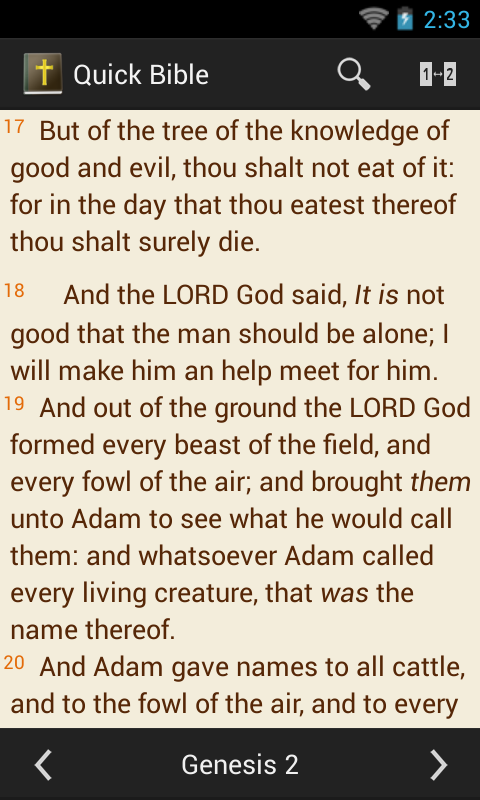 2:33
Quick Bible
1↔2
17 But of the tree of the knowledge of
good and evil, thou shalt not eat of it:
for in the day that thou eatest thereof
thou shalt surely die.
18 And the LORD God said, It is not
good that the man should be alone; I
will make him an help meet for him.
19 And out of the ground the LORD God
formed every beast of the field, and
every fowl of the air; and brought them
unto Adam to see what he would call
them: and whatsoever Adam called
every living creature, that was the
name thereof.
20 And Adam gave names to all cattle,
and to the fowl of the air, and to every
Genesis 2